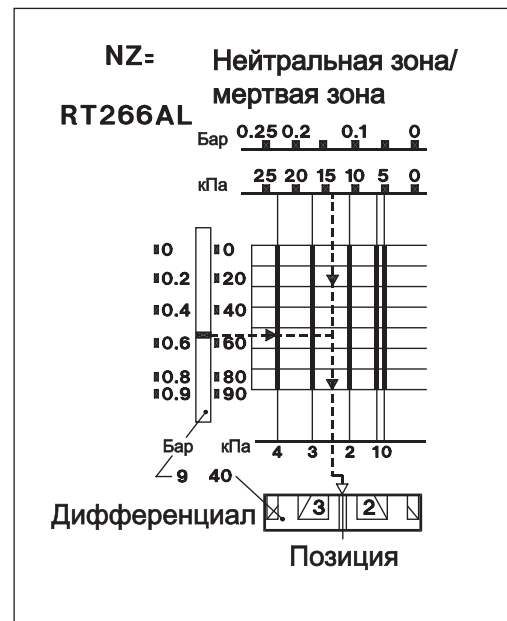 NZ=
Нейтральная зона/
мертвая зона
RT266AL
Бар 0.25 0.2 0.1 0
кПа 25 20 15 10 5 0
0 0
0.2 20
0.4 40
0.6 60
0.8 80
0.9 90
Бар кПа 4 3 2 10
9 40
Дифференциал 3 2
Позиция